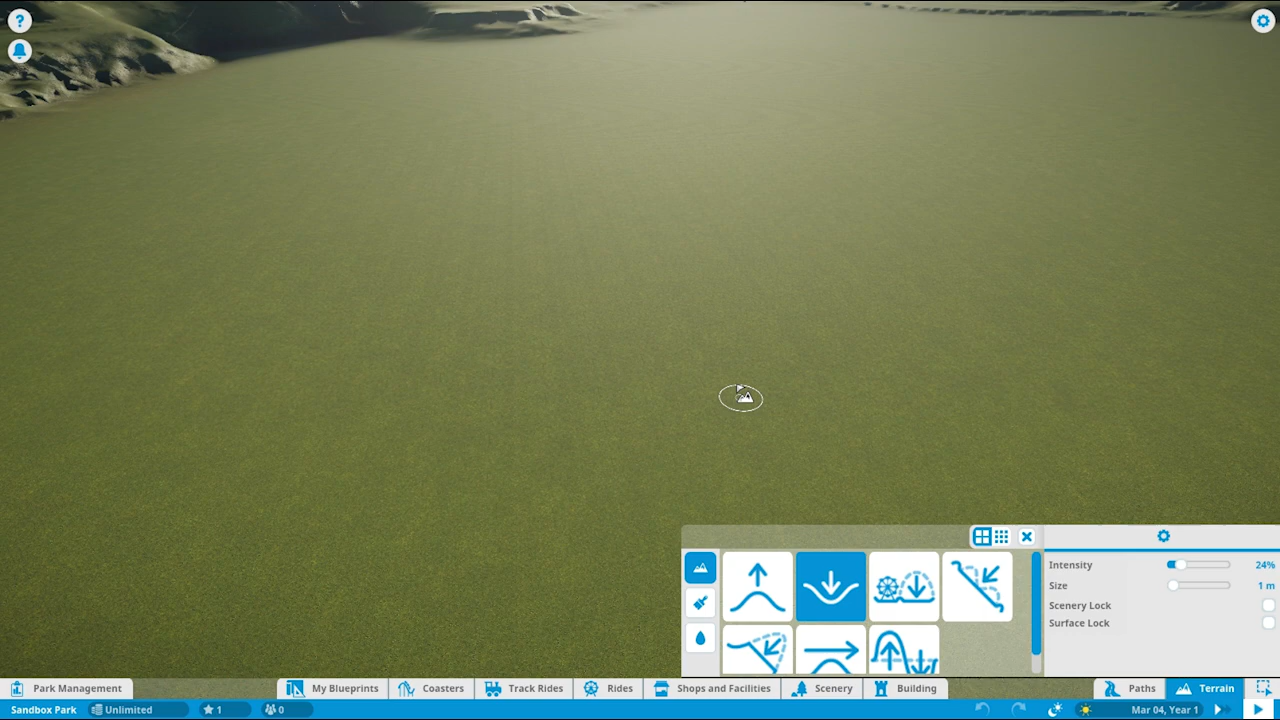 ?
Intensity 24%
Size 1 m
Scenery Lock
Surface Lock
Park Management
My Blueprints
Coasters
Track Rides
Rides
Shops and Facilities
Scenery
Building
Paths
Terrain
Sandbox Park
Unlimited
1
0
Mar 04, Year 1